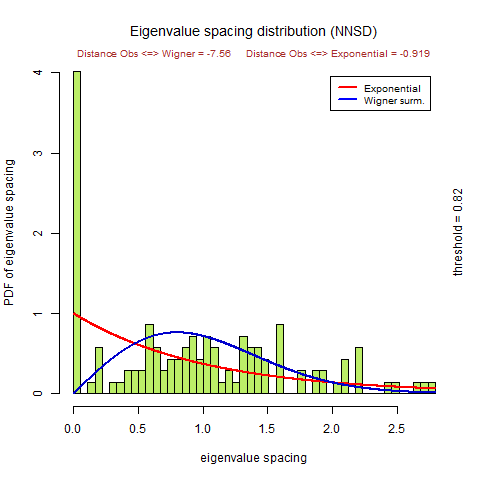 Eigenvalue spacing distribution (NNSD)
Distance Obs <=> Wigner = -7.56 Distance Obs <=> Exponential = -0.919
Exponential
Wigner surm.
PDF of eigenvalue spacing
4
3
2
1
0
threshold = 0.82
0.0 0.5 1.0 1.5 2.0 2.5
eigenvalue spacing